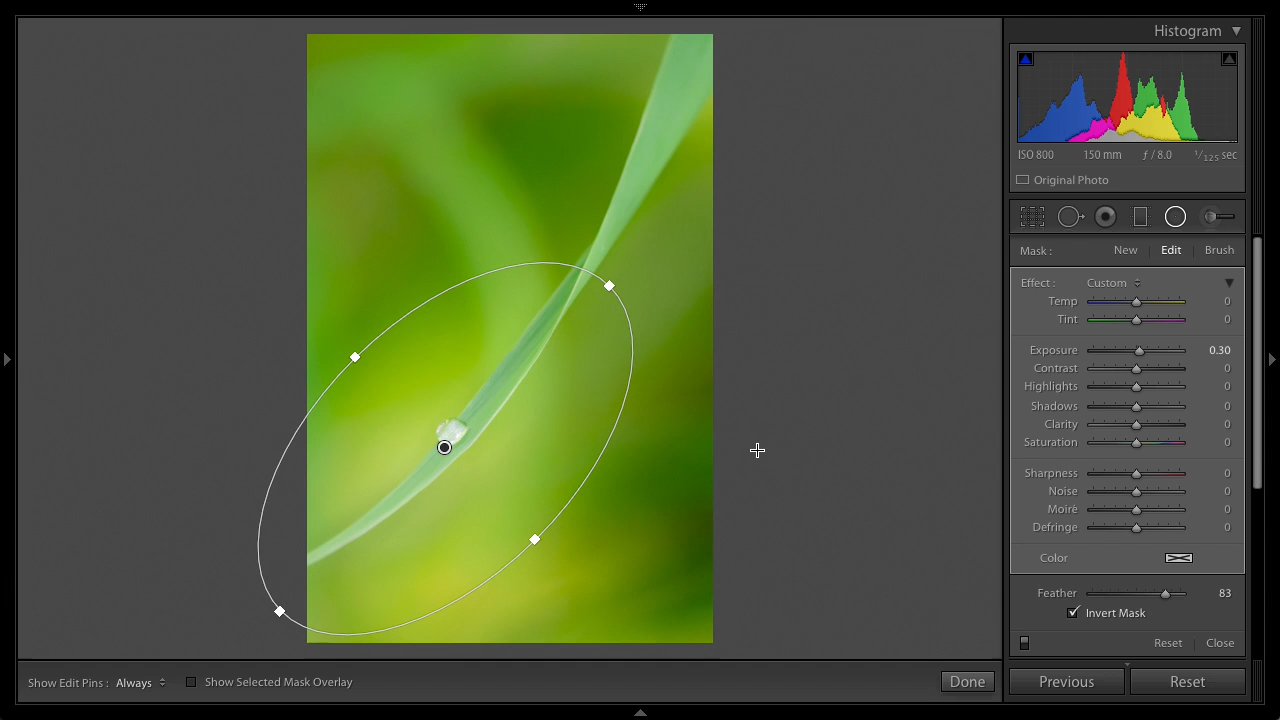 Histogram
ISO 800 150 mm ƒ / 8.0 1/125 sec
Original Photo
Mask : New Edit Brush
Effect : Custom
Temp 0
Tint 0
Exposure 0.30
Contrast 0
Highlights 0
Shadows 0
Clarity 0
Saturation 0
Sharpness 0
Noise 0
Moiré 0
Defringe 0
Color
Feather 83
Invert Mask
Reset Close
Show Edit Pins : Always Show Selected Mask Overlay Done
Previous Reset